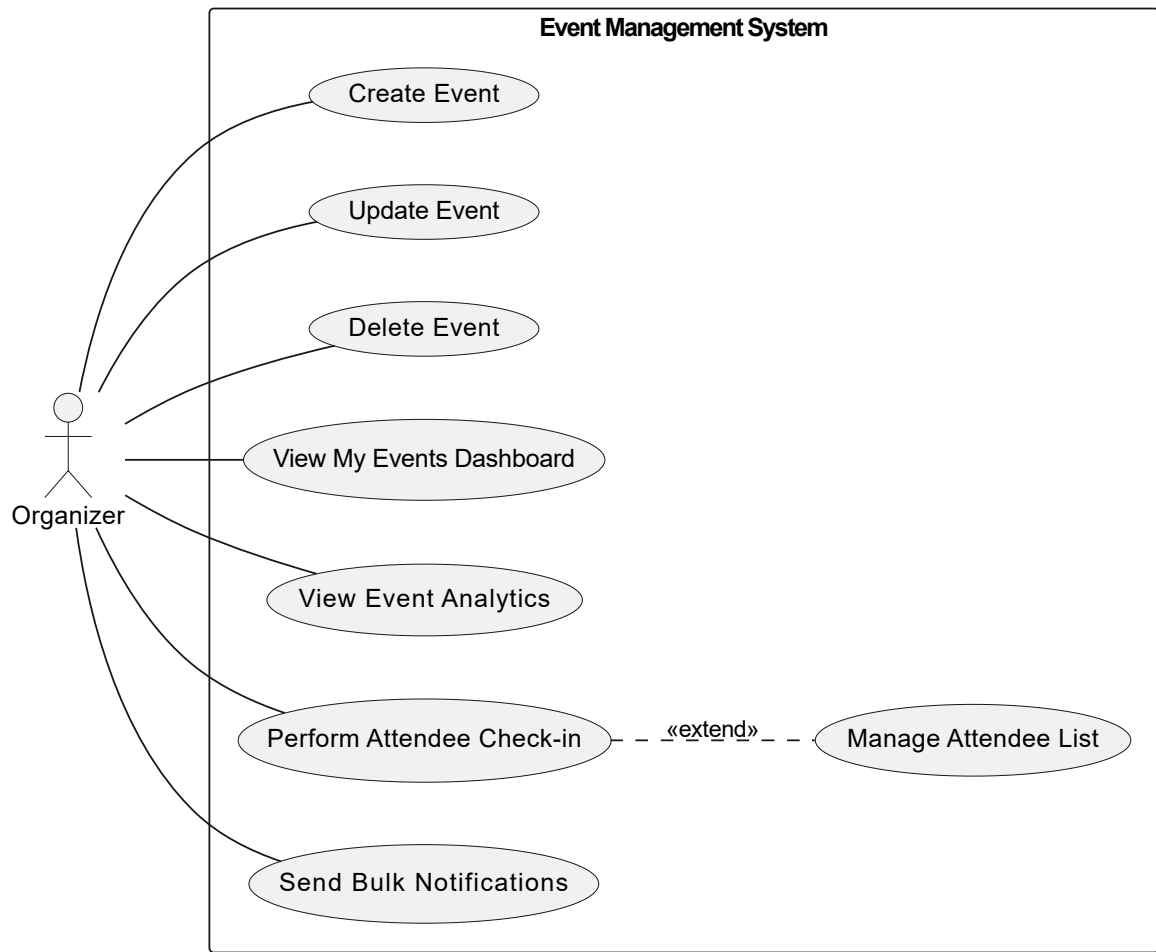 Event Management System
Create Event
Update Event
Delete Event
View My Events Dashboard
Organizer
View Event Analytics
Perform Attendee Check-in
«extend»
Manage Attendee List
Send Bulk Notifications